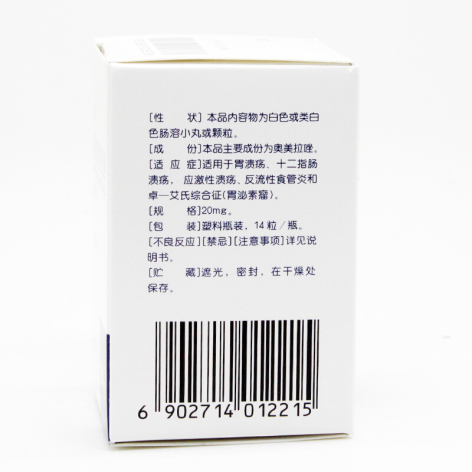 [性 状]本品内容物为白色或类白
色肠溶小丸或颗粒。
[成 份]本品主要成份为奥美拉唑。
[适 应 症]适用于胃溃疡、十二指肠
溃疡、应激性溃疡、反流性食管炎和
卓—艾氏综合征(胃泌素瘤)。
[规 格]20mg。
[包 装]塑料瓶装，14粒/瓶。
[不良反应][禁忌][注意事项]详见说
明书。
[贮 藏]遮光，密封，在干燥处
保存。
6 902714 012215